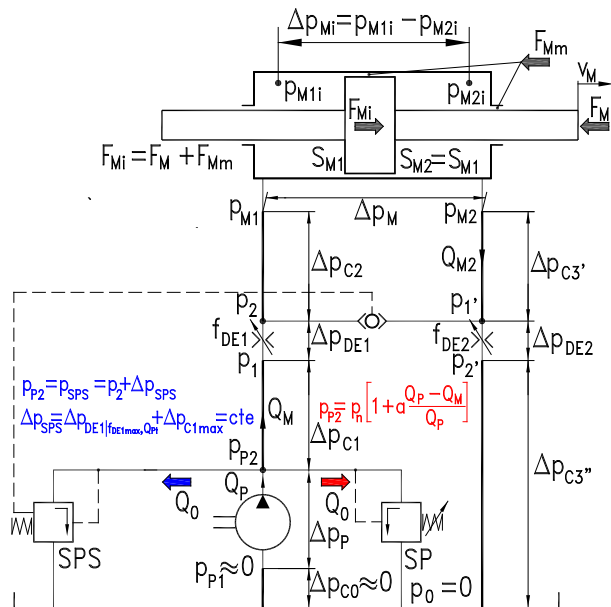 Δp_Mi = p_M1i − p_M2i
F_Mm
v_M
p_M1i
p_M2i
F_Mi
F_M
F_Mi = F_M + F_Mm
S_M1
S_M2 = S_M1
p_M1
Δp_M
p_M2
Δp_C2
Q_M2
Δp_C3'
p_2
p_1'
f_DE1
Δp_DE1
f_DE2
Δp_DE2
p_1
p_2'
p_P2 = p_SPS = p_2 + Δp_SPS
Δp_SPS = Δp_DE1|f_DE1max, Q_P1 + Δp_C1max = cte
Q_M
Δp_C1
p_P2 = p_n [1 + a (Q_P − Q_M) / Q_P]
p_P2
Δp_C3''
Q_0
Q_P
Q_0
SPS
Δp_P
SP
p_P1 ≈ 0
Δp_C0 ≈ 0
p_0 = 0